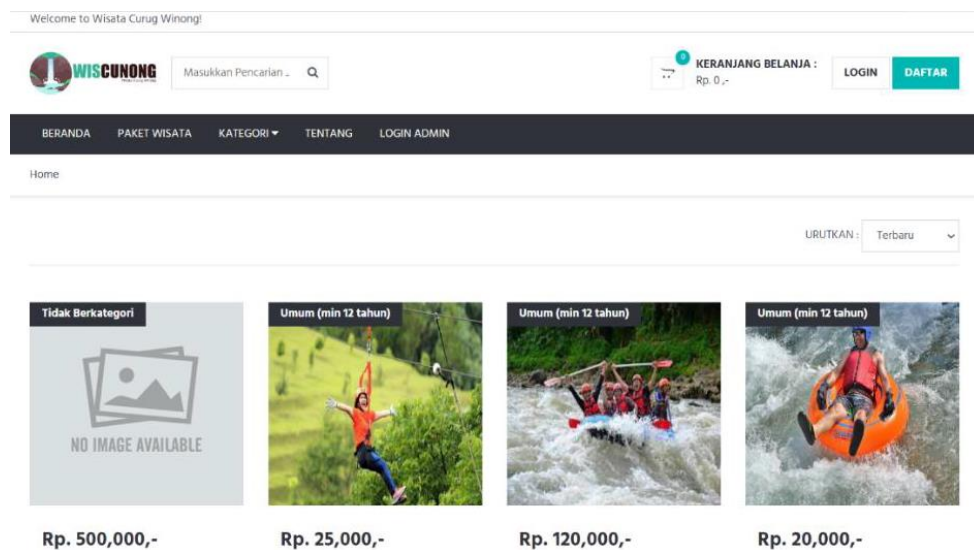 Welcome to Wisata Curug Winong!
WISCUNONG
Masukkan Pencarian ..
0
KERANJANG BELANJA :
Rp. 0 ,-
LOGIN
DAFTAR
BERANDA
PAKET WISATA
KATEGORI
TENTANG
LOGIN ADMIN
Home
URUTKAN :
Terbaru
Tidak Berkategori
NO IMAGE AVAILABLE
Umum (min 12 tahun)
Umum (min 12 tahun)
Umum (min 12 tahun)
Rp. 500,000,-
Rp. 25,000,-
Rp. 120,000,-
Rp. 20,000,-